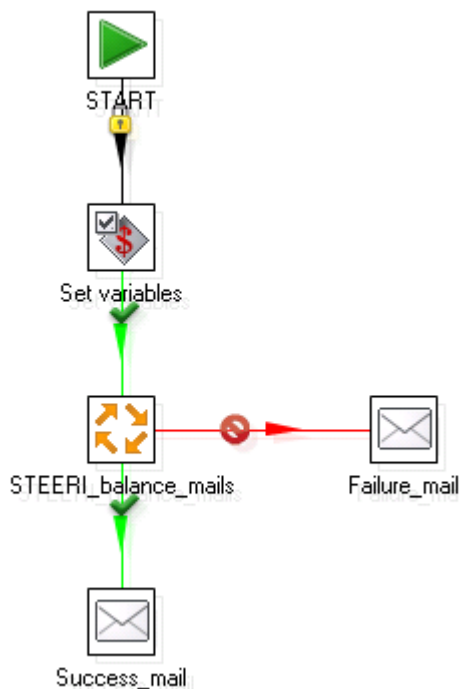 START
$
Set variables
STEERI_balance_mails
Failure_mail
Success_mail